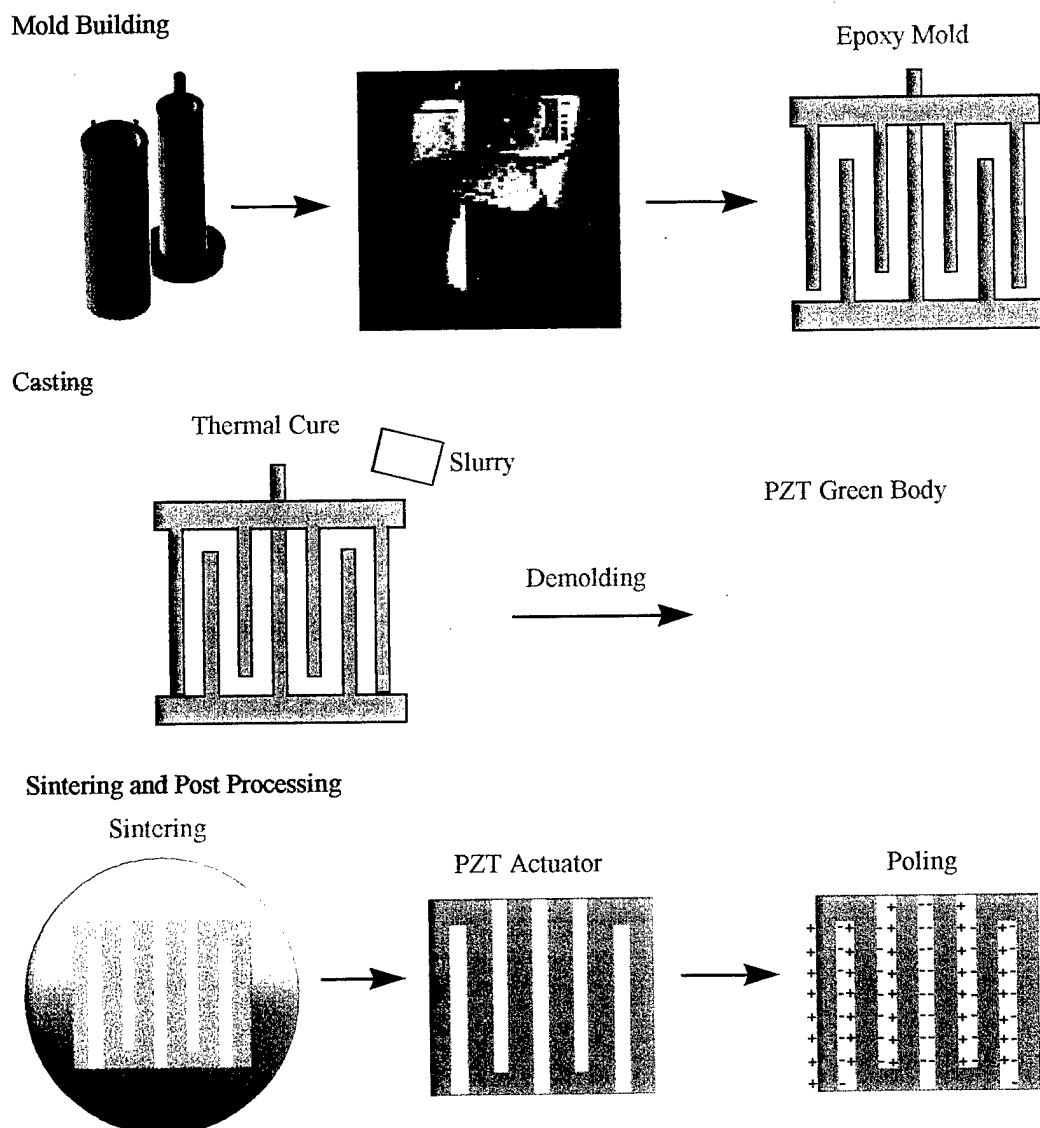 Mold Building
Epoxy Mold
Casting
Thermal Cure
Slurry
PZT Green Body
Demolding
Sintering and Post Processing
Sintering
PZT Actuator
Poling